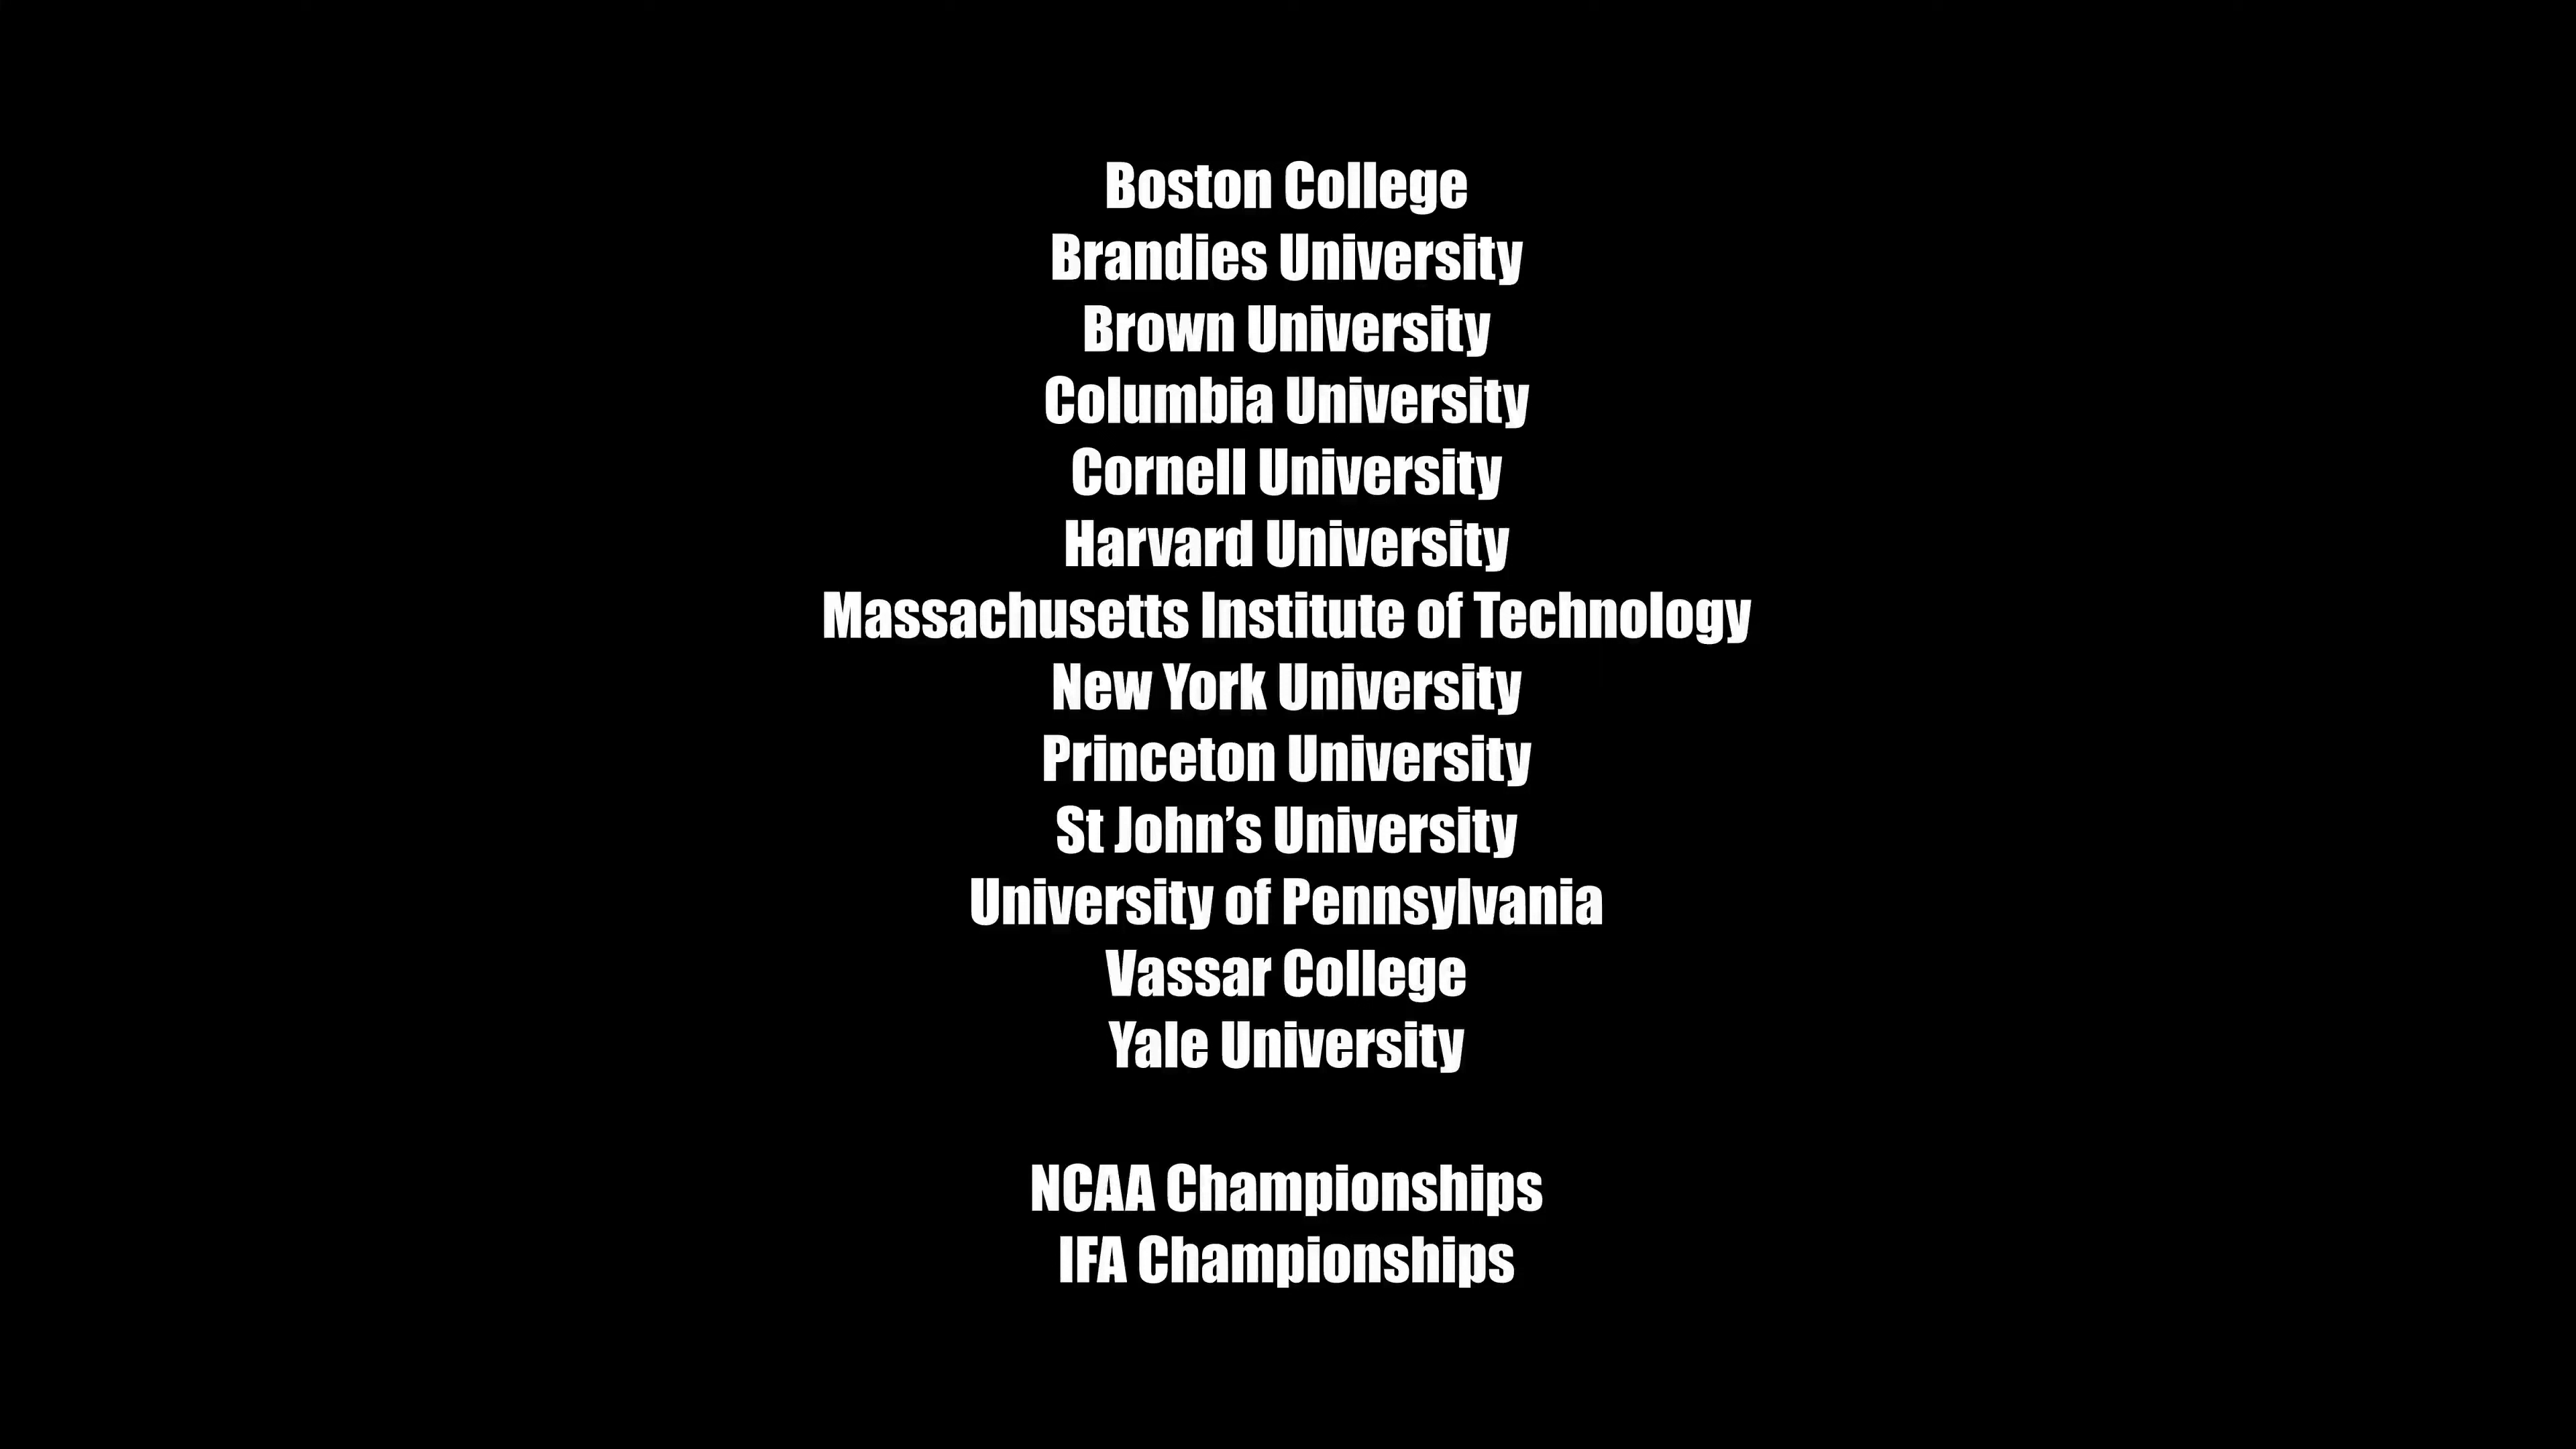 Boston College
Brandies University
Brown University
Columbia University
Cornell University
Harvard University
Massachusetts Institute of Technology
New York University
Princeton University
St John’s University
University of Pennsylvania
Vassar College
Yale University
NCAA Championships
IFA Championships